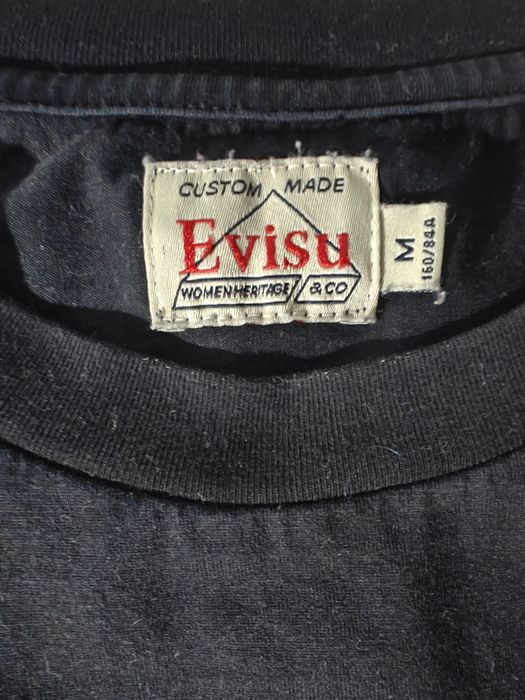 CUSTOM MADE
Evisu
WOMENHERITAGE & CO
M
160/84A